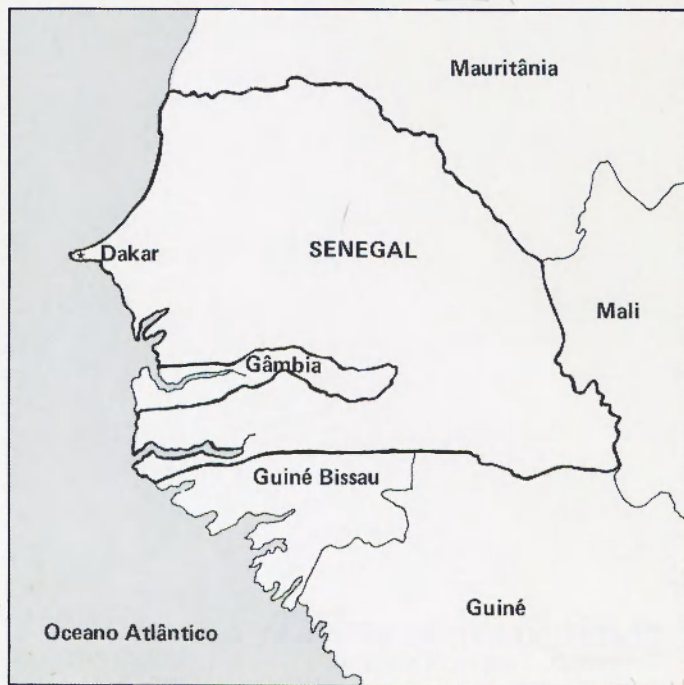 Mauritânia
Dakar
SENEGAL
Mali
Gâmbia
Guiné Bissau
Guiné
Oceano Atlântico